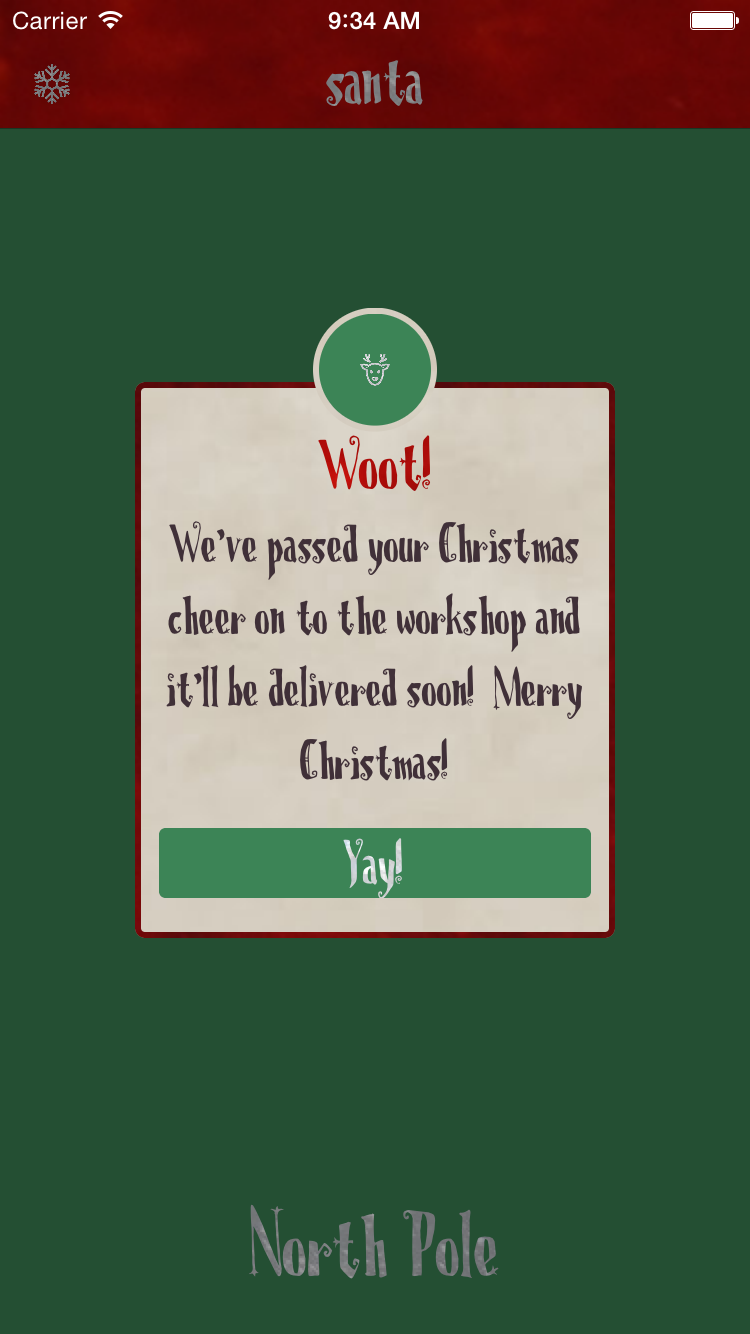 Carrier 9:34 AM
santa
Woot!
We've passed your Christmas
cheer on to the workshop and
it'll be delivered soon! Merry
Christmas!
Yay!
North Pole